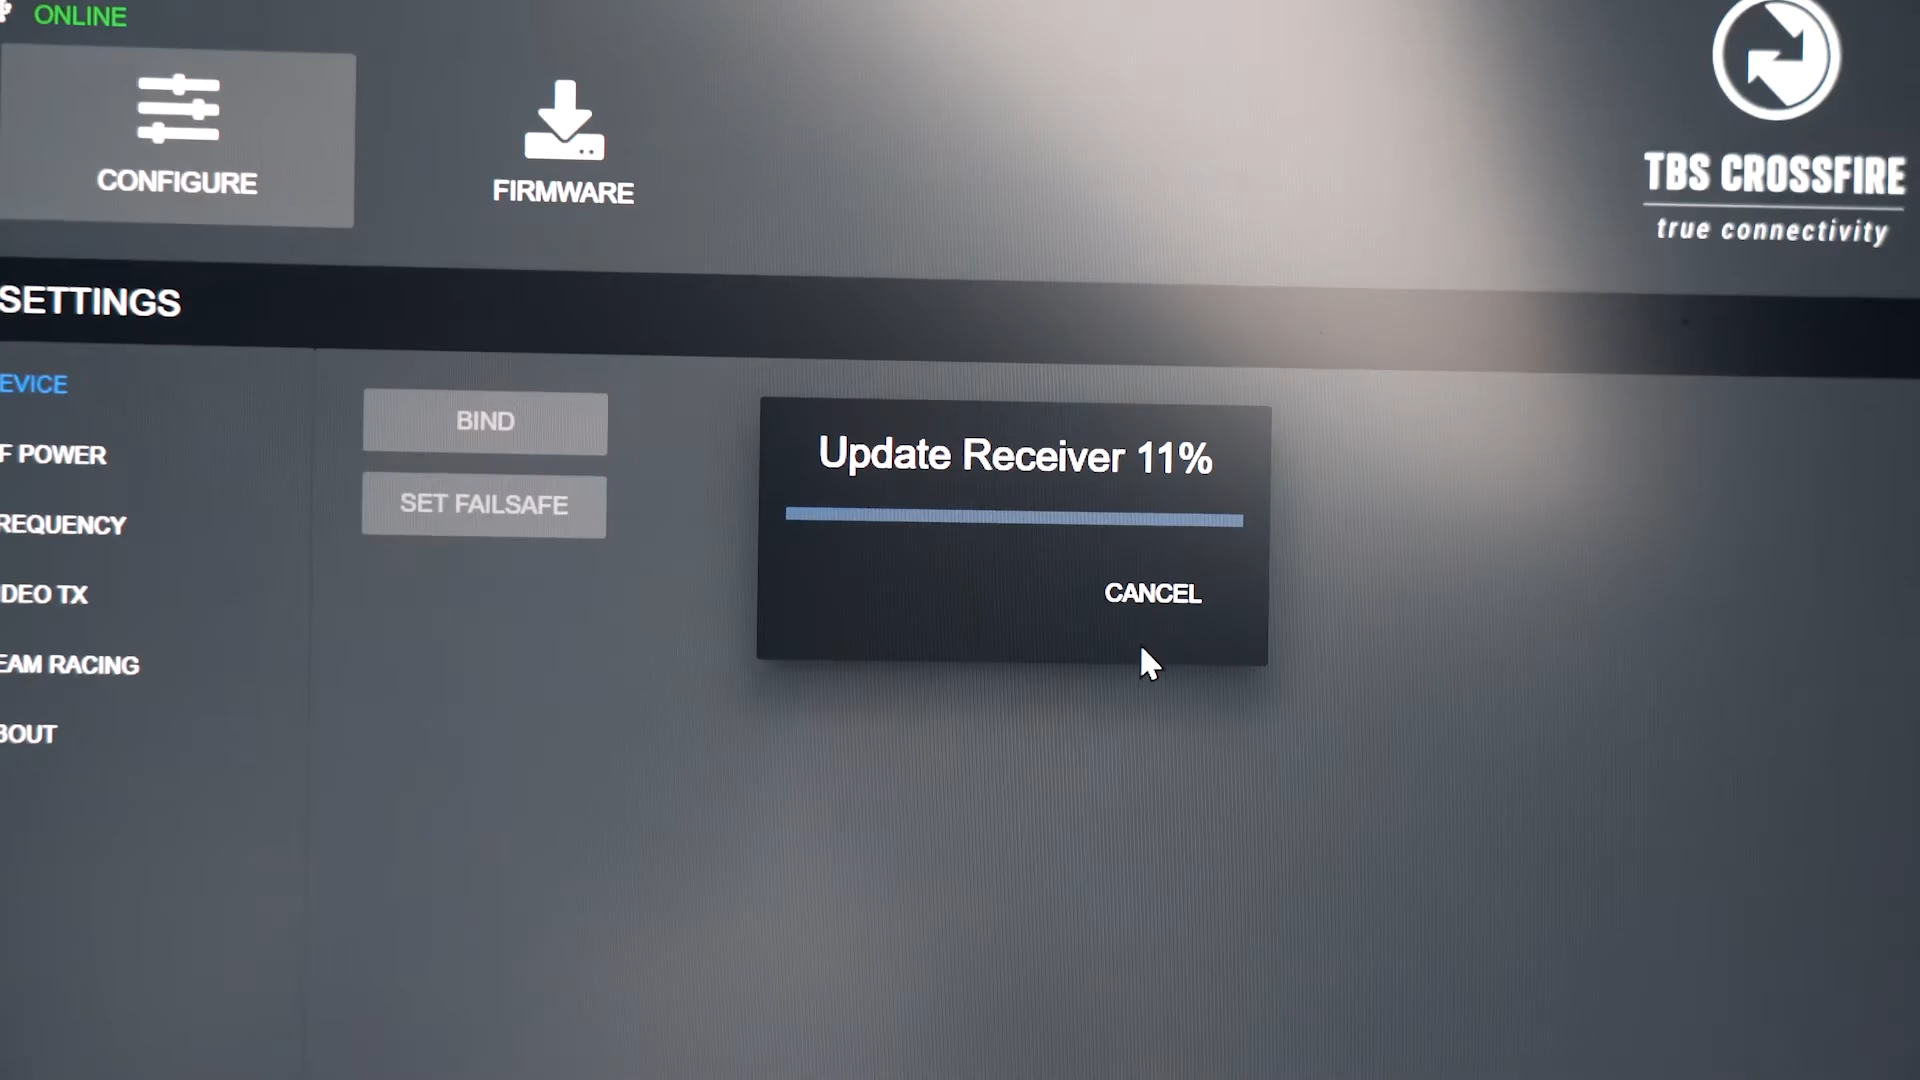 ONLINE
CONFIGURE
FIRMWARE
TBS CROSSFIRE
true connectivity
SETTINGS
EVICE
F POWER
REQUENCY
IDEO TX
EAM RACING
BOUT
BIND
SET FAILSAFE
Update Receiver 11%
CANCEL